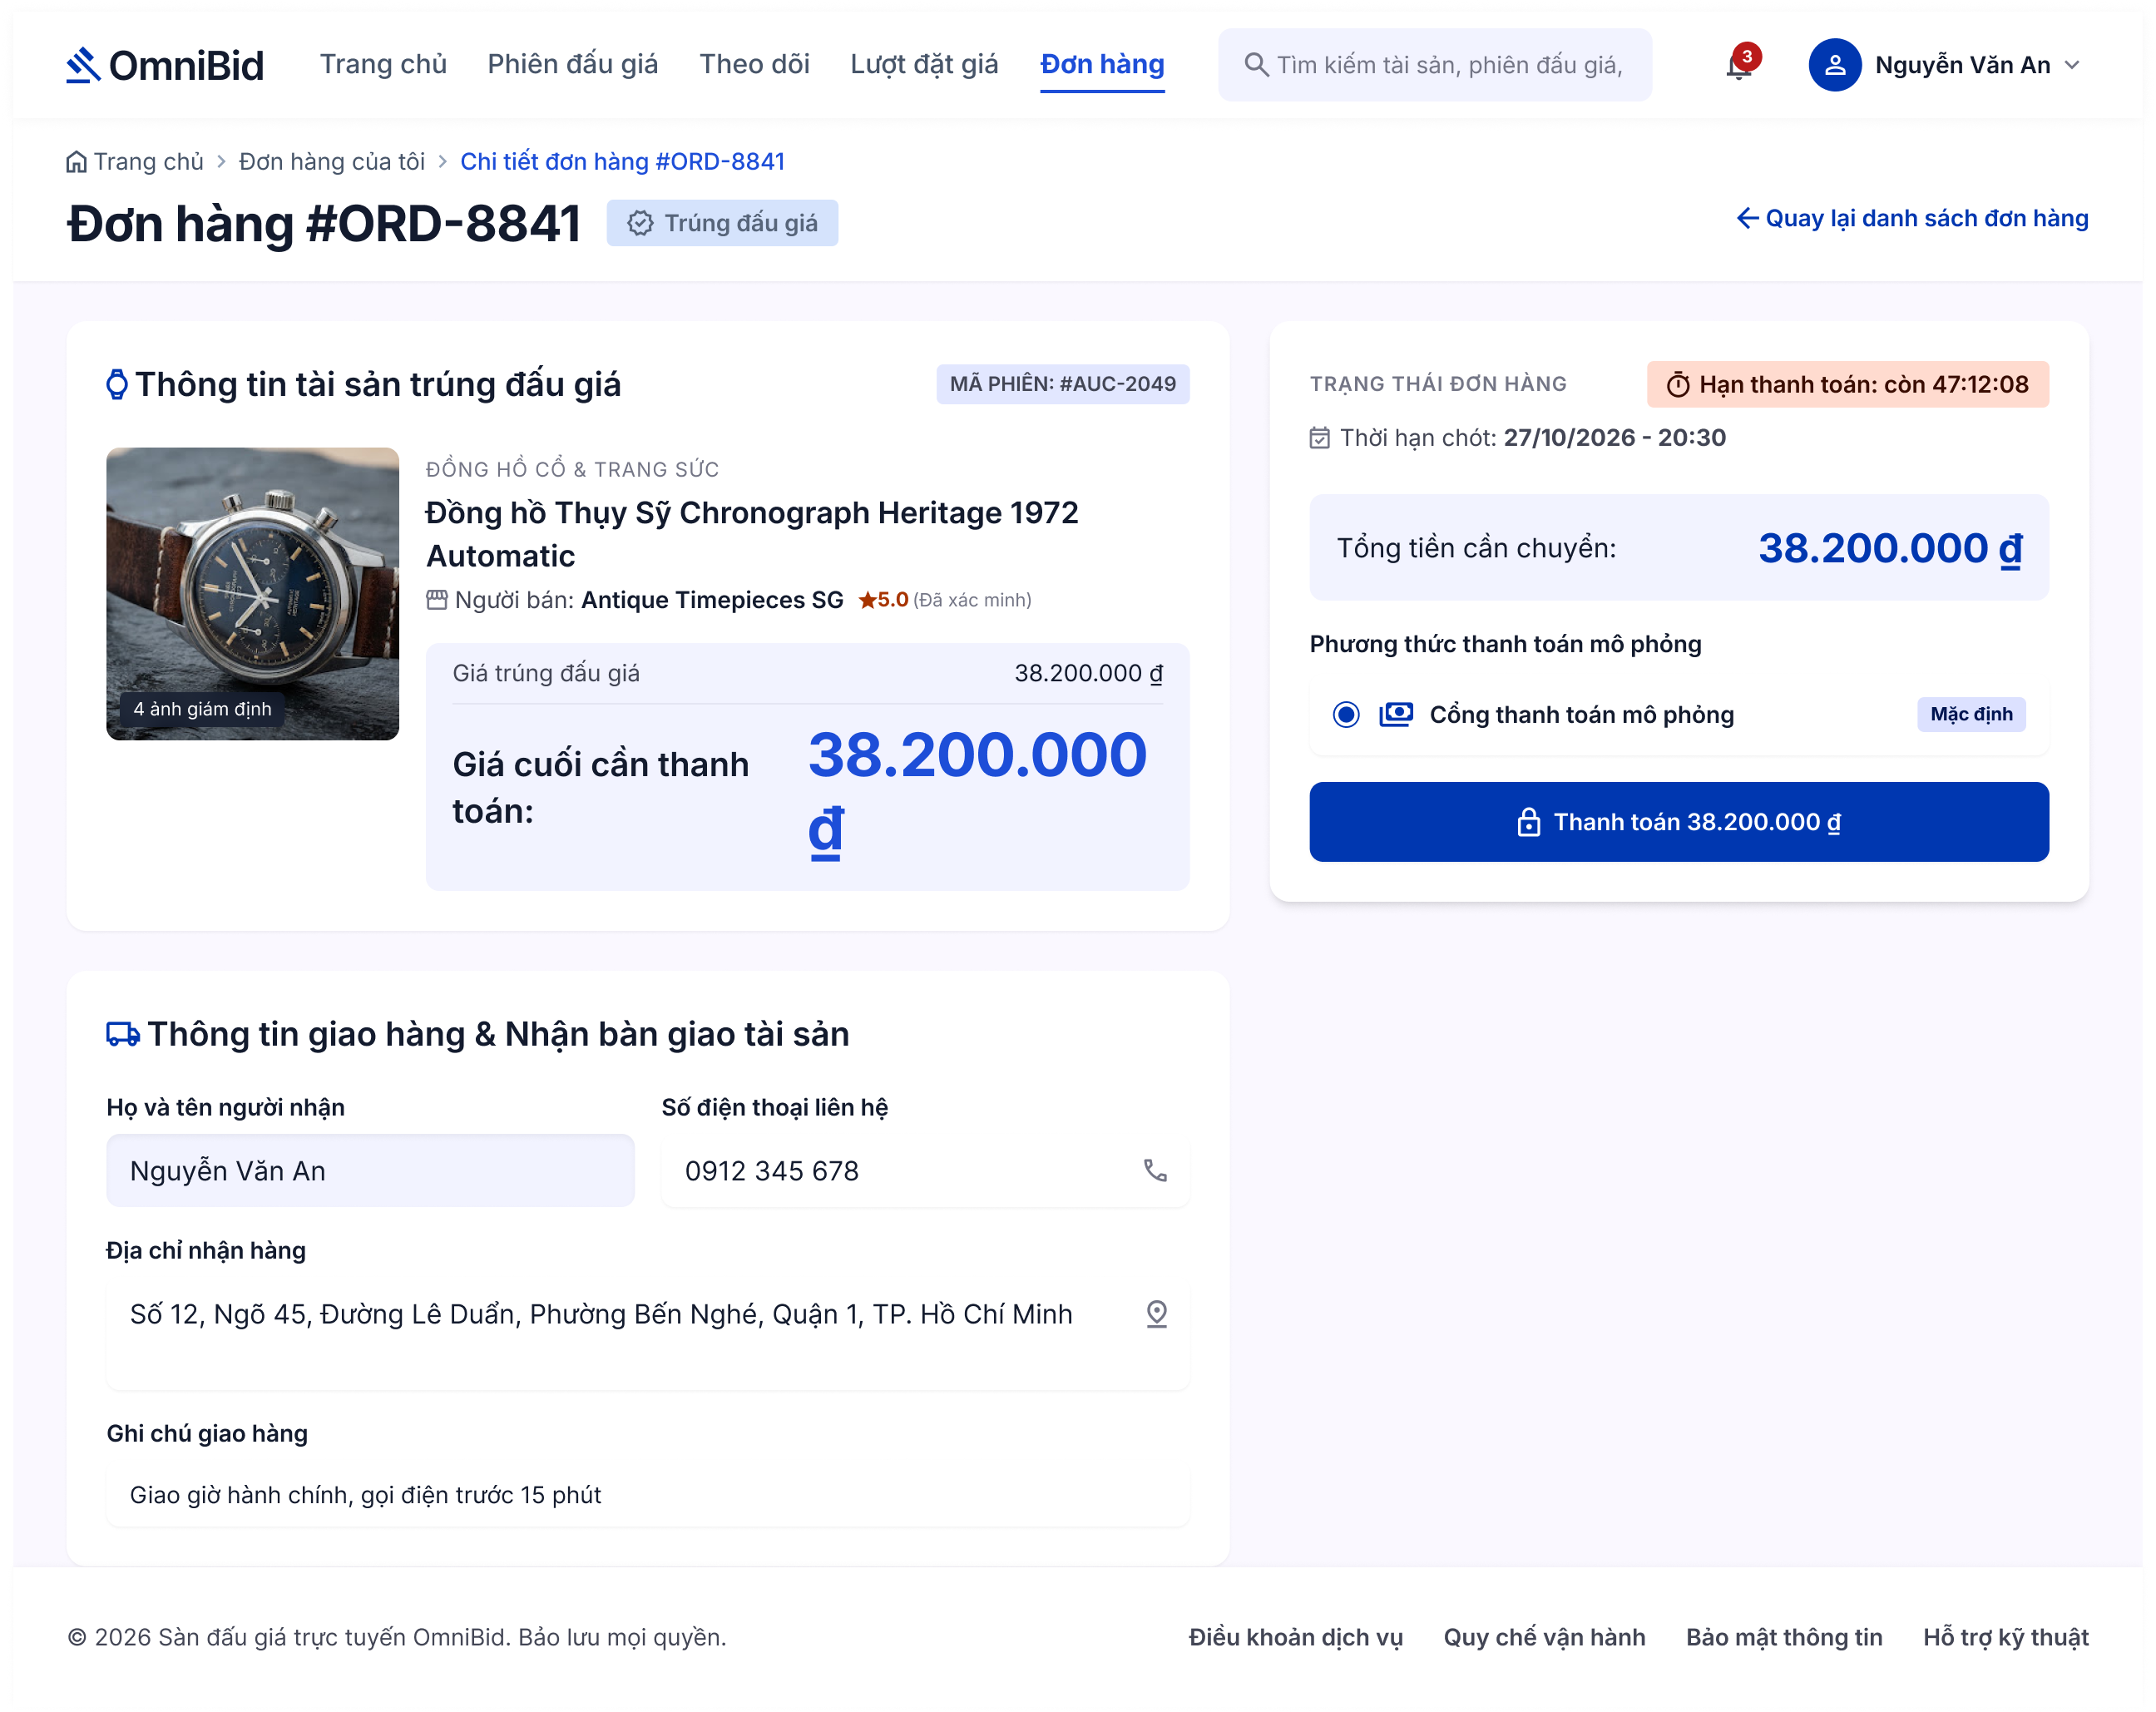 OmniBid
Trang chủ
Phiên đấu giá
Theo dõi
Lượt đặt giá
Đơn hàng
Tìm kiếm tài sản, phiên đấu giá,
3
Nguyễn Văn An
Trang chủ > Đơn hàng của tôi > Chi tiết đơn hàng #ORD-8841
Đơn hàng #ORD-8841
Trúng đấu giá
Quay lại danh sách đơn hàng
Thông tin tài sản trúng đấu giá
MÃ PHIÊN: #AUC-2049
4 ảnh giám định
ĐỒNG HỒ CỔ & TRANG SỨC
Đồng hồ Thụy Sỹ Chronograph Heritage 1972
Automatic
Người bán: Antique Timepieces SG ★5.0 (Đã xác minh)
Giá trúng đấu giá
38.200.000 ₫
Giá cuối cần thanh
toán:
38.200.000
₫
TRẠNG THÁI ĐƠN HÀNG
Hạn thanh toán: còn 47:12:08
Thời hạn chót: 27/10/2026 - 20:30
Tổng tiền cần chuyển:
38.200.000 ₫
Phương thức thanh toán mô phỏng
Cổng thanh toán mô phỏng
Mặc định
Thanh toán 38.200.000 ₫
Thông tin giao hàng & Nhận bàn giao tài sản
Họ và tên người nhận
Nguyễn Văn An
Số điện thoại liên hệ
0912 345 678
Địa chỉ nhận hàng
Số 12, Ngõ 45, Đường Lê Duẩn, Phường Bến Nghé, Quận 1, TP. Hồ Chí Minh
Ghi chú giao hàng
Giao giờ hành chính, gọi điện trước 15 phút
© 2026 Sàn đấu giá trực tuyến OmniBid. Bảo lưu mọi quyền.
Điều khoản dịch vụ
Quy chế vận hành
Bảo mật thông tin
Hỗ trợ kỹ thuật